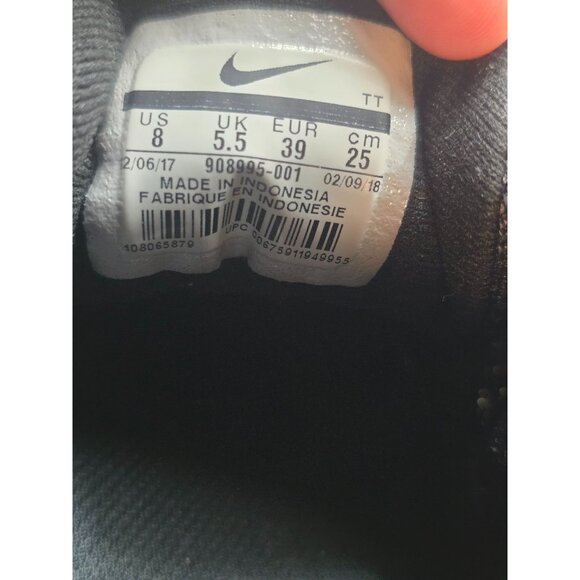 TT
US UK EUR cm
8 5.5 39 25
2/06/17 908995-001 02/09/18
MADE IN INDONESIA
FABRIQUE EN INDONESIE
108065879 UPC 00675911949955